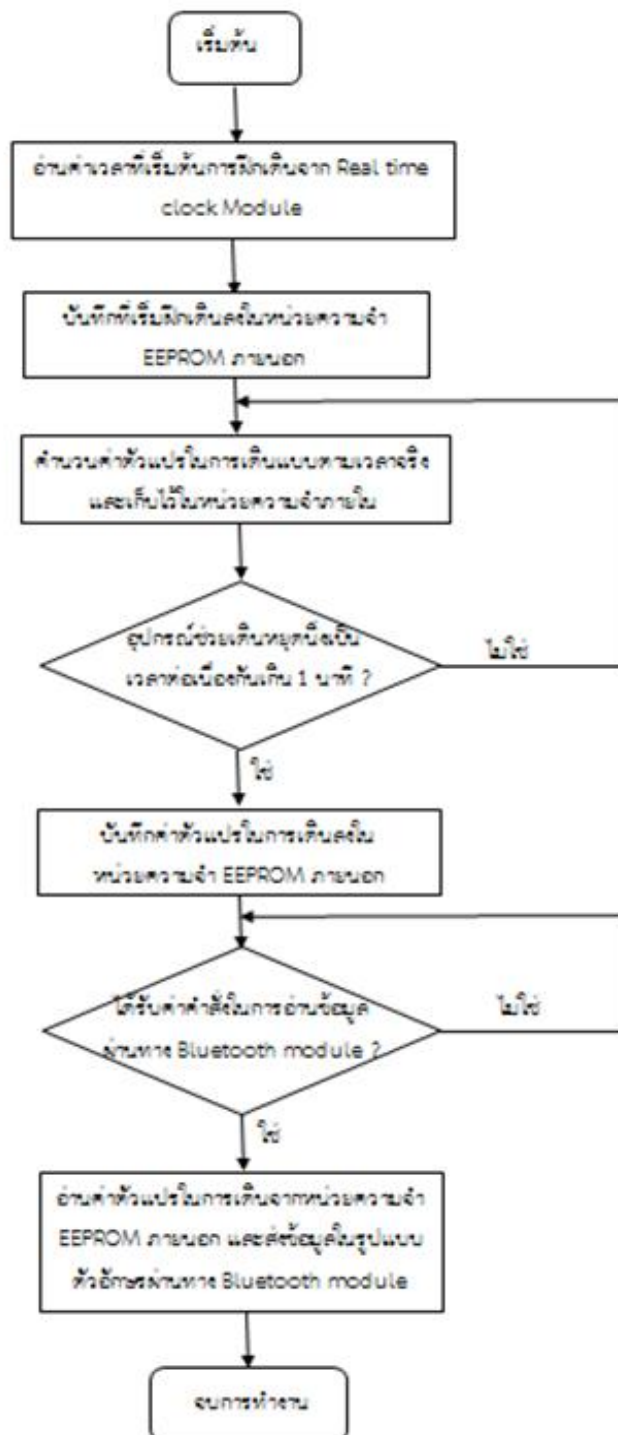 เริ่มต้น
อ่านค่าเวลาที่เริ่มต้นการฝึกเดินจาก Real time
clock Module
บันทึกที่เริ่มฝึกเดินลงในหน่วยความจำ
EEPROM ภายนอก
คำนวนค่าตัวแปรในการเดินแบบตามเวลาจริง
และเก็บไว้ในหน่วยความจำภายใน
อุปกรณ์ช่วยเดินหยุดนิ่งเป็น
เวลาต่อเนื่องกันเกิน 1 นาที ?
ไม่ใช่
ใช่
บันทึกค่าตัวแปรในการเดินลงใน
หน่วยความจำ EEPROM ภายนอก
ได้รับค่าคำสั่งในการอ่านข้อมูล
ผ่านทาง Bluetooth module ?
ไม่ใช่
ใช่
อ่านค่าตัวแปรในการเดินจากหน่วยความจำ
EEPROM ภายนอก และส่งข้อมูลในรูปแบบ
ตัวอักษรผ่านทาง Bluetooth module
จบการทำงาน